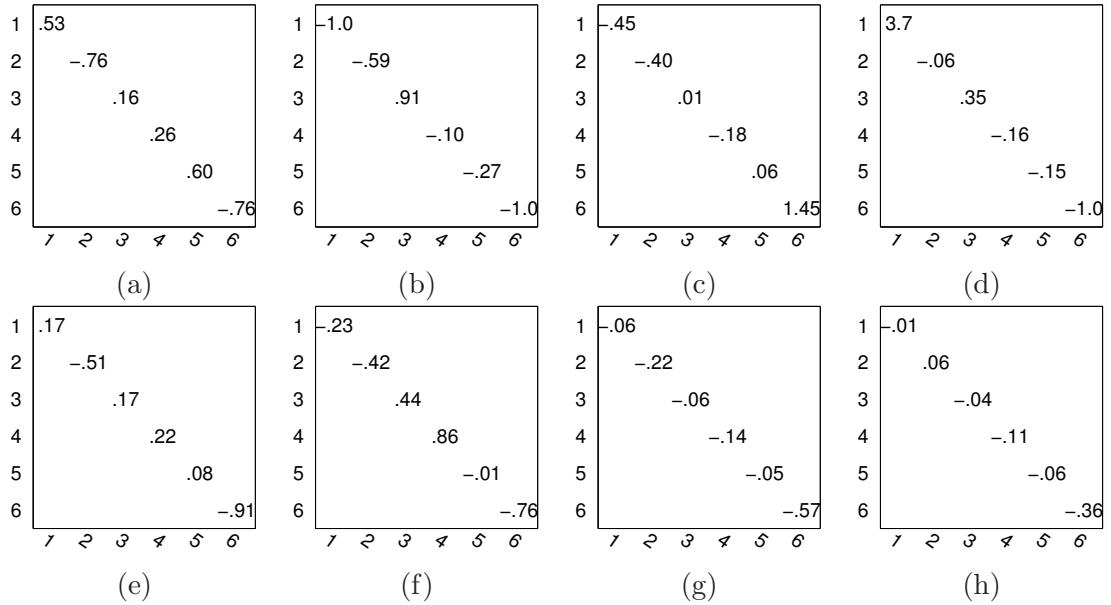 1 .53 1 −1.0 1 −.45 1 3.7
2 −.76 2 −.59 2 −.40 2 −.06
3 .16 3 .91 3 .01 3 .35
4 .26 4 −.10 4 −.18 4 −.16
5 .60 5 −.27 5 .06 5 −.15
6 −.76 6 −1.0 6 1.45 6 −1.0
1 2 3 4 5 6 1 2 3 4 5 6 1 2 3 4 5 6 1 2 3 4 5 6
(a) (b) (c) (d)
1 .17 1 −.23 1 −.06 1 −.01
2 −.51 2 −.42 2 −.22 2 .06
3 .17 3 .44 3 −.06 3 −.04
4 .22 4 .86 4 −.14 4 −.11
5 .08 5 −.01 5 −.05 5 −.06
6 −.91 6 −.76 6 −.57 6 −.36
1 2 3 4 5 6 1 2 3 4 5 6 1 2 3 4 5 6 1 2 3 4 5 6
(e) (f) (g) (h)